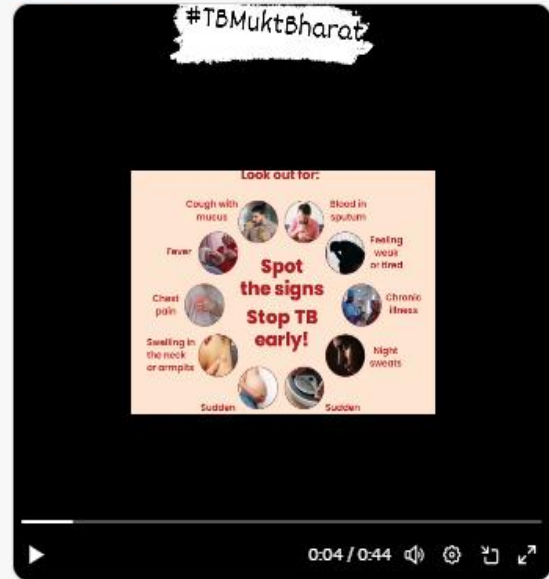 #TBMuktBharat
Look out for:
Cough with
mucus
Blood in
sputum
Fever
Feeling
weak
or tired
Spot
the signs
Stop TB
early!
Chest
pain
Chronic
illness
Swelling in
the neck
or armpits
Night
sweats
Sudden
Sudden
0:04 / 0:44